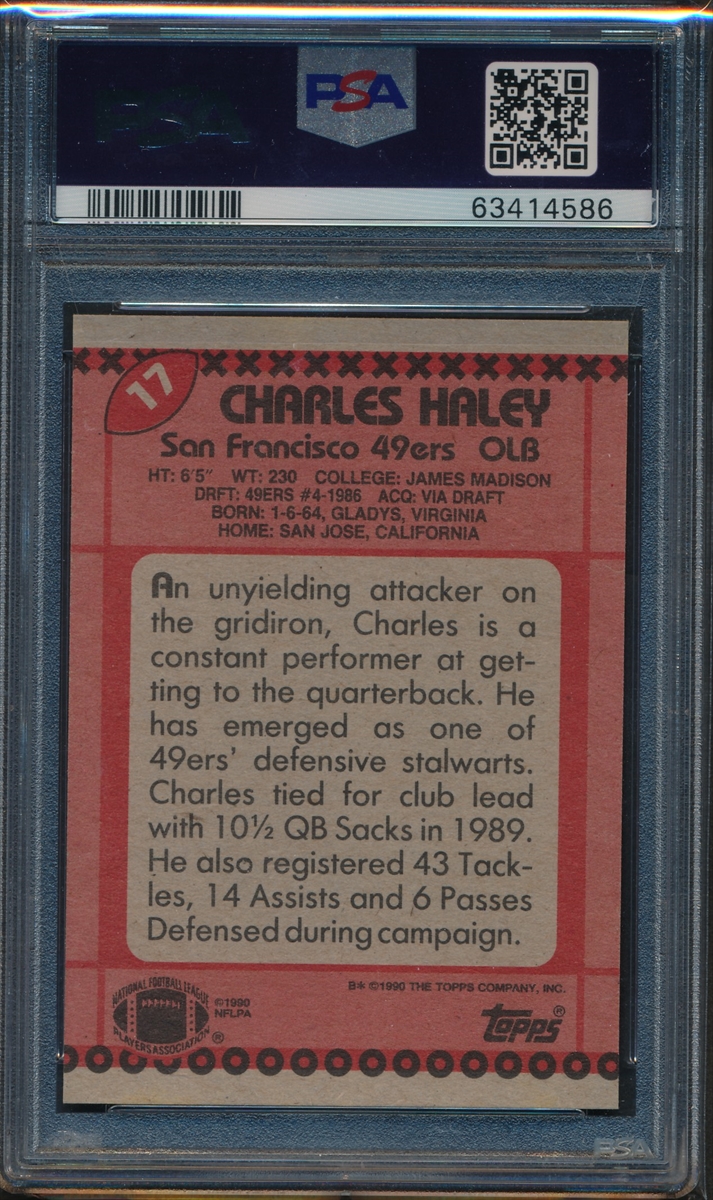 PSA
PSA
63414586
17
CHARLES HALEY
San Francisco 49ers OLB
HT: 6'5" WT: 230 COLLEGE: JAMES MADISON
DRFT: 49ERS #4-1986 ACQ: VIA DRAFT
BORN: 1-6-64, GLADYS, VIRGINIA
HOME: SAN JOSE, CALIFORNIA
An unyielding attacker on
the gridiron, Charles is a
constant performer at get-
ting to the quarterback. He
has emerged as one of
49ers' defensive stalwarts.
Charles tied for club lead
with 10½ QB Sacks in 1989.
He also registered 43 Tack-
les, 14 Assists and 6 Passes
Defensed during campaign.
NATIONAL FOOTBALL LEAGUE
PLAYERS ASSOCIATION ®
©1990
NFLPA
B* ©1990 THE TOPPS COMPANY, INC.
topps®
PSA